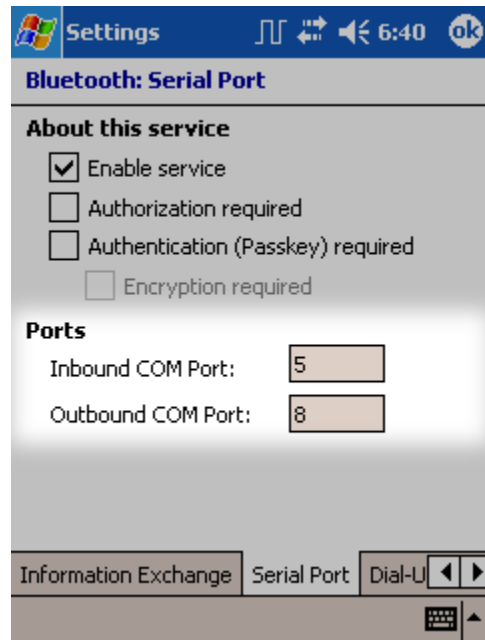 Settings 6:40 ok
Bluetooth: Serial Port
About this service
Enable service
Authorization required
Authentication (Passkey) required
Encryption required
Ports
Inbound COM Port: 5
Outbound COM Port: 8
Information Exchange Serial Port Dial-U